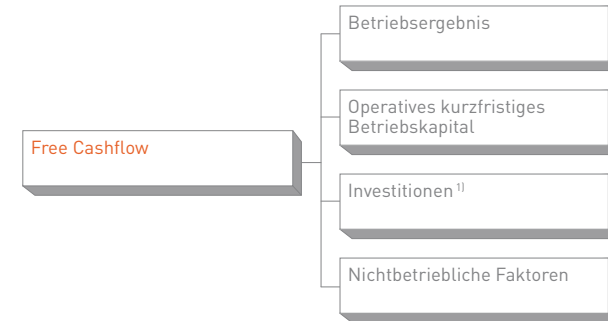 Betriebsergebnis
Operatives kurzfristiges
Betriebskapital
Free Cashflow
Investitionen 1)
Nichtbetriebliche Faktoren